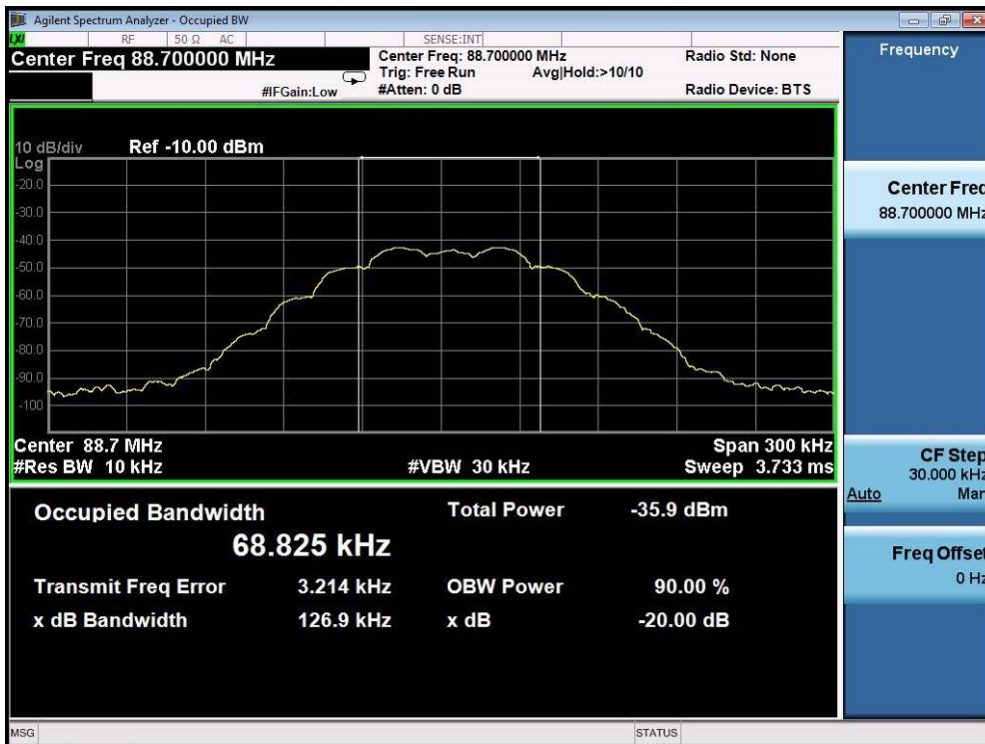 Agilent Spectrum Analyzer - Occupied BW
LXI
RF
50 Ω
AC
SENSE:INT
Center Freq 88.700000 MHz
Center Freq: 88.700000 MHz
Radio Std: None
Trig: Free Run
Avg|Hold:>10/10
#IFGain:Low
#Atten: 0 dB
Radio Device: BTS
10 dB/div
Ref -10.00 dBm
Log
-20.0
-30.0
-40.0
-50.0
-60.0
-70.0
-80.0
-90.0
-100
Center 88.7 MHz
Span 300 kHz
#Res BW 10 kHz
#VBW 30 kHz
Sweep 3.733 ms
Occupied Bandwidth
68.825 kHz
Total Power
-35.9 dBm
Transmit Freq Error
3.214 kHz
OBW Power
90.00 %
x dB Bandwidth
126.9 kHz
x dB
-20.00 dB
Frequency
Center Freq
88.700000 MHz
CF Step
30.000 kHz
Auto
Man
Freq Offset
0 Hz
MSG
STATUS